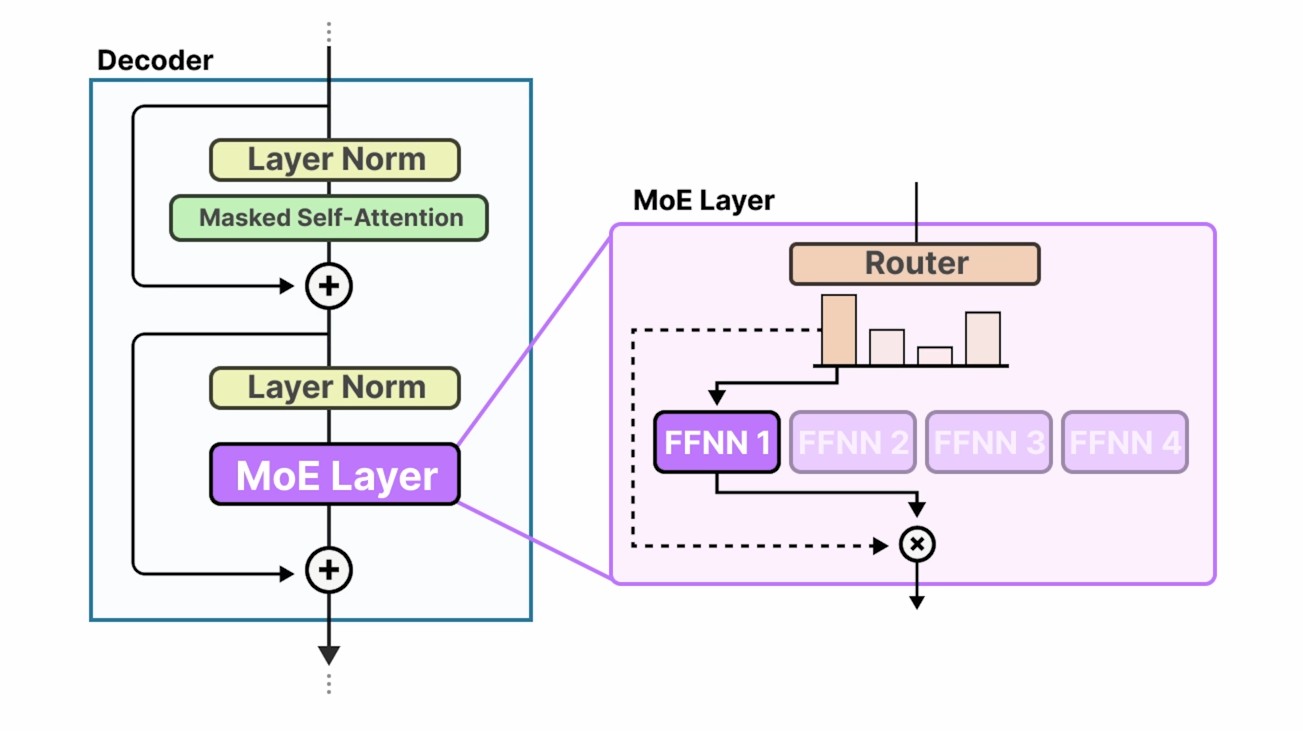 Decoder
Layer Norm
Masked Self-Attention
Layer Norm
MoE Layer
MoE Layer
Router
FFNN 1
FFNN 2
FFNN 3
FFNN 4